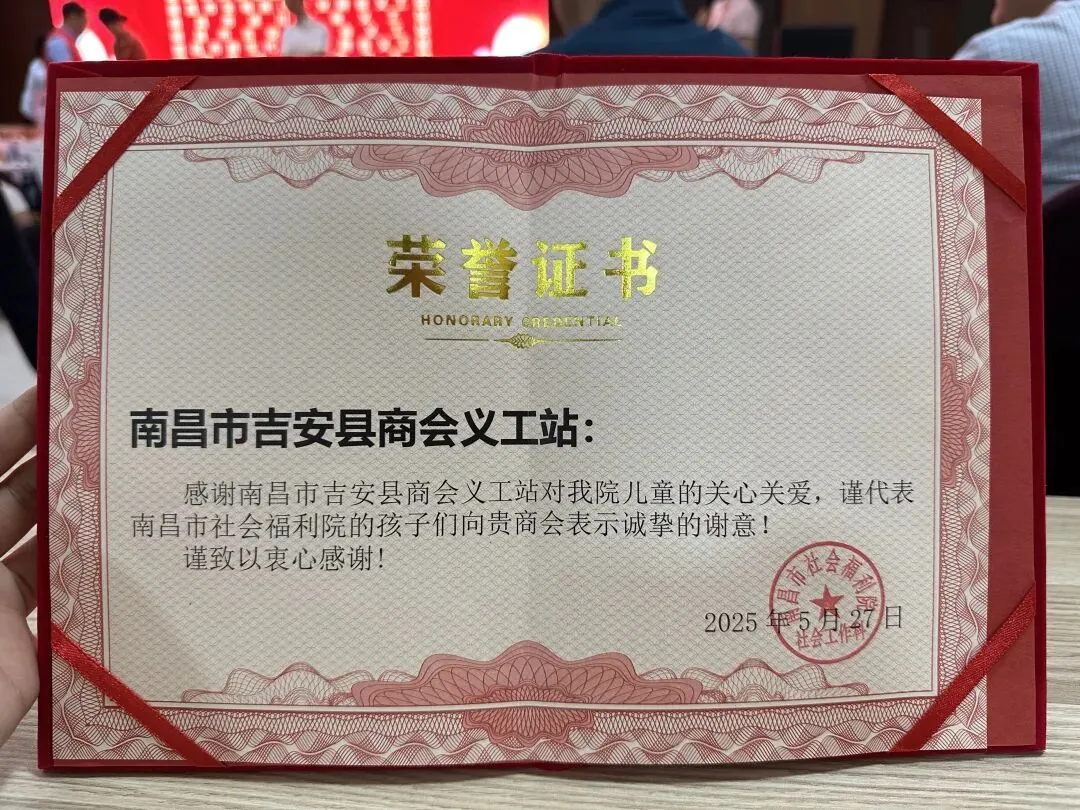 荣誉证书
HONORARY CREDENTIAL
南昌市吉安县商会义工站：
感谢南昌市吉安县商会义工站对我院儿童的关心关爱，谨代表
南昌市社会福利院的孩子们向贵商会表示诚挚的谢意！
谨致以衷心感谢！
南昌市社会福利院
2025年5月27日
社会工作科